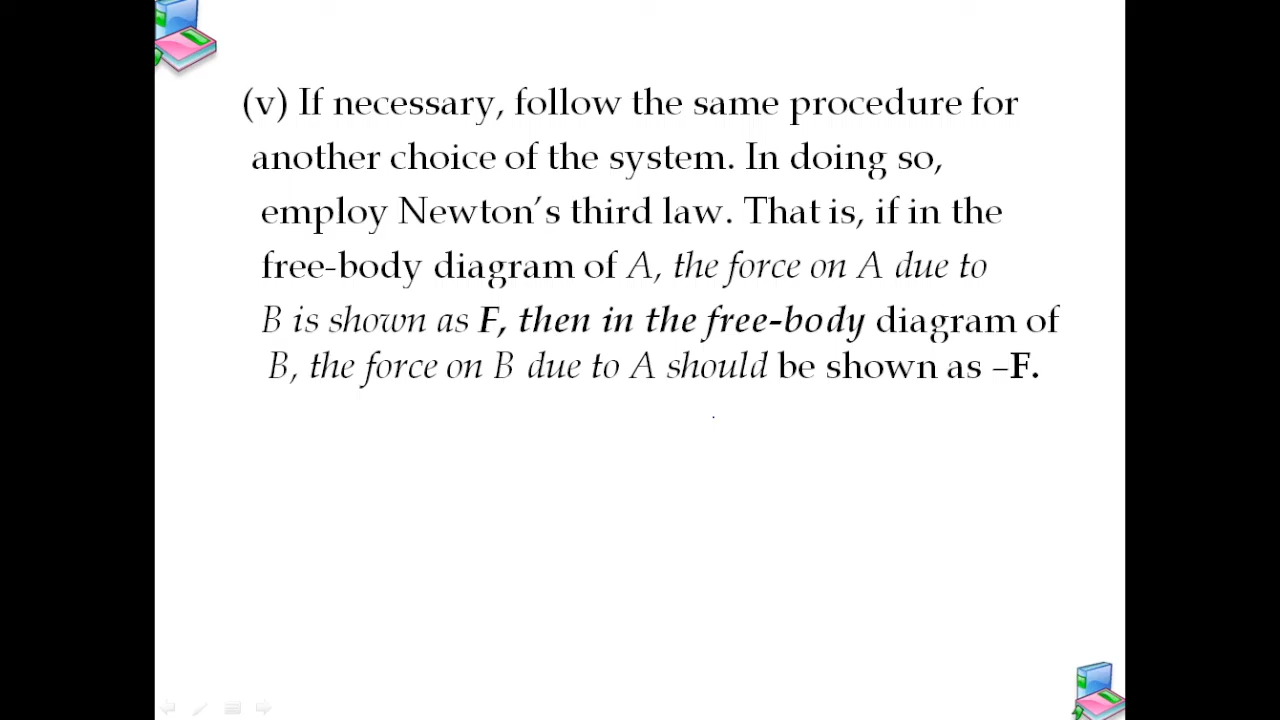 (v) If necessary, follow the same procedure for
another choice of the system. In doing so,
employ Newton’s third law. That is, if in the
free-body diagram of A, the force on A due to
B is shown as F, then in the free-body diagram of
B, the force on B due to A should be shown as –F.